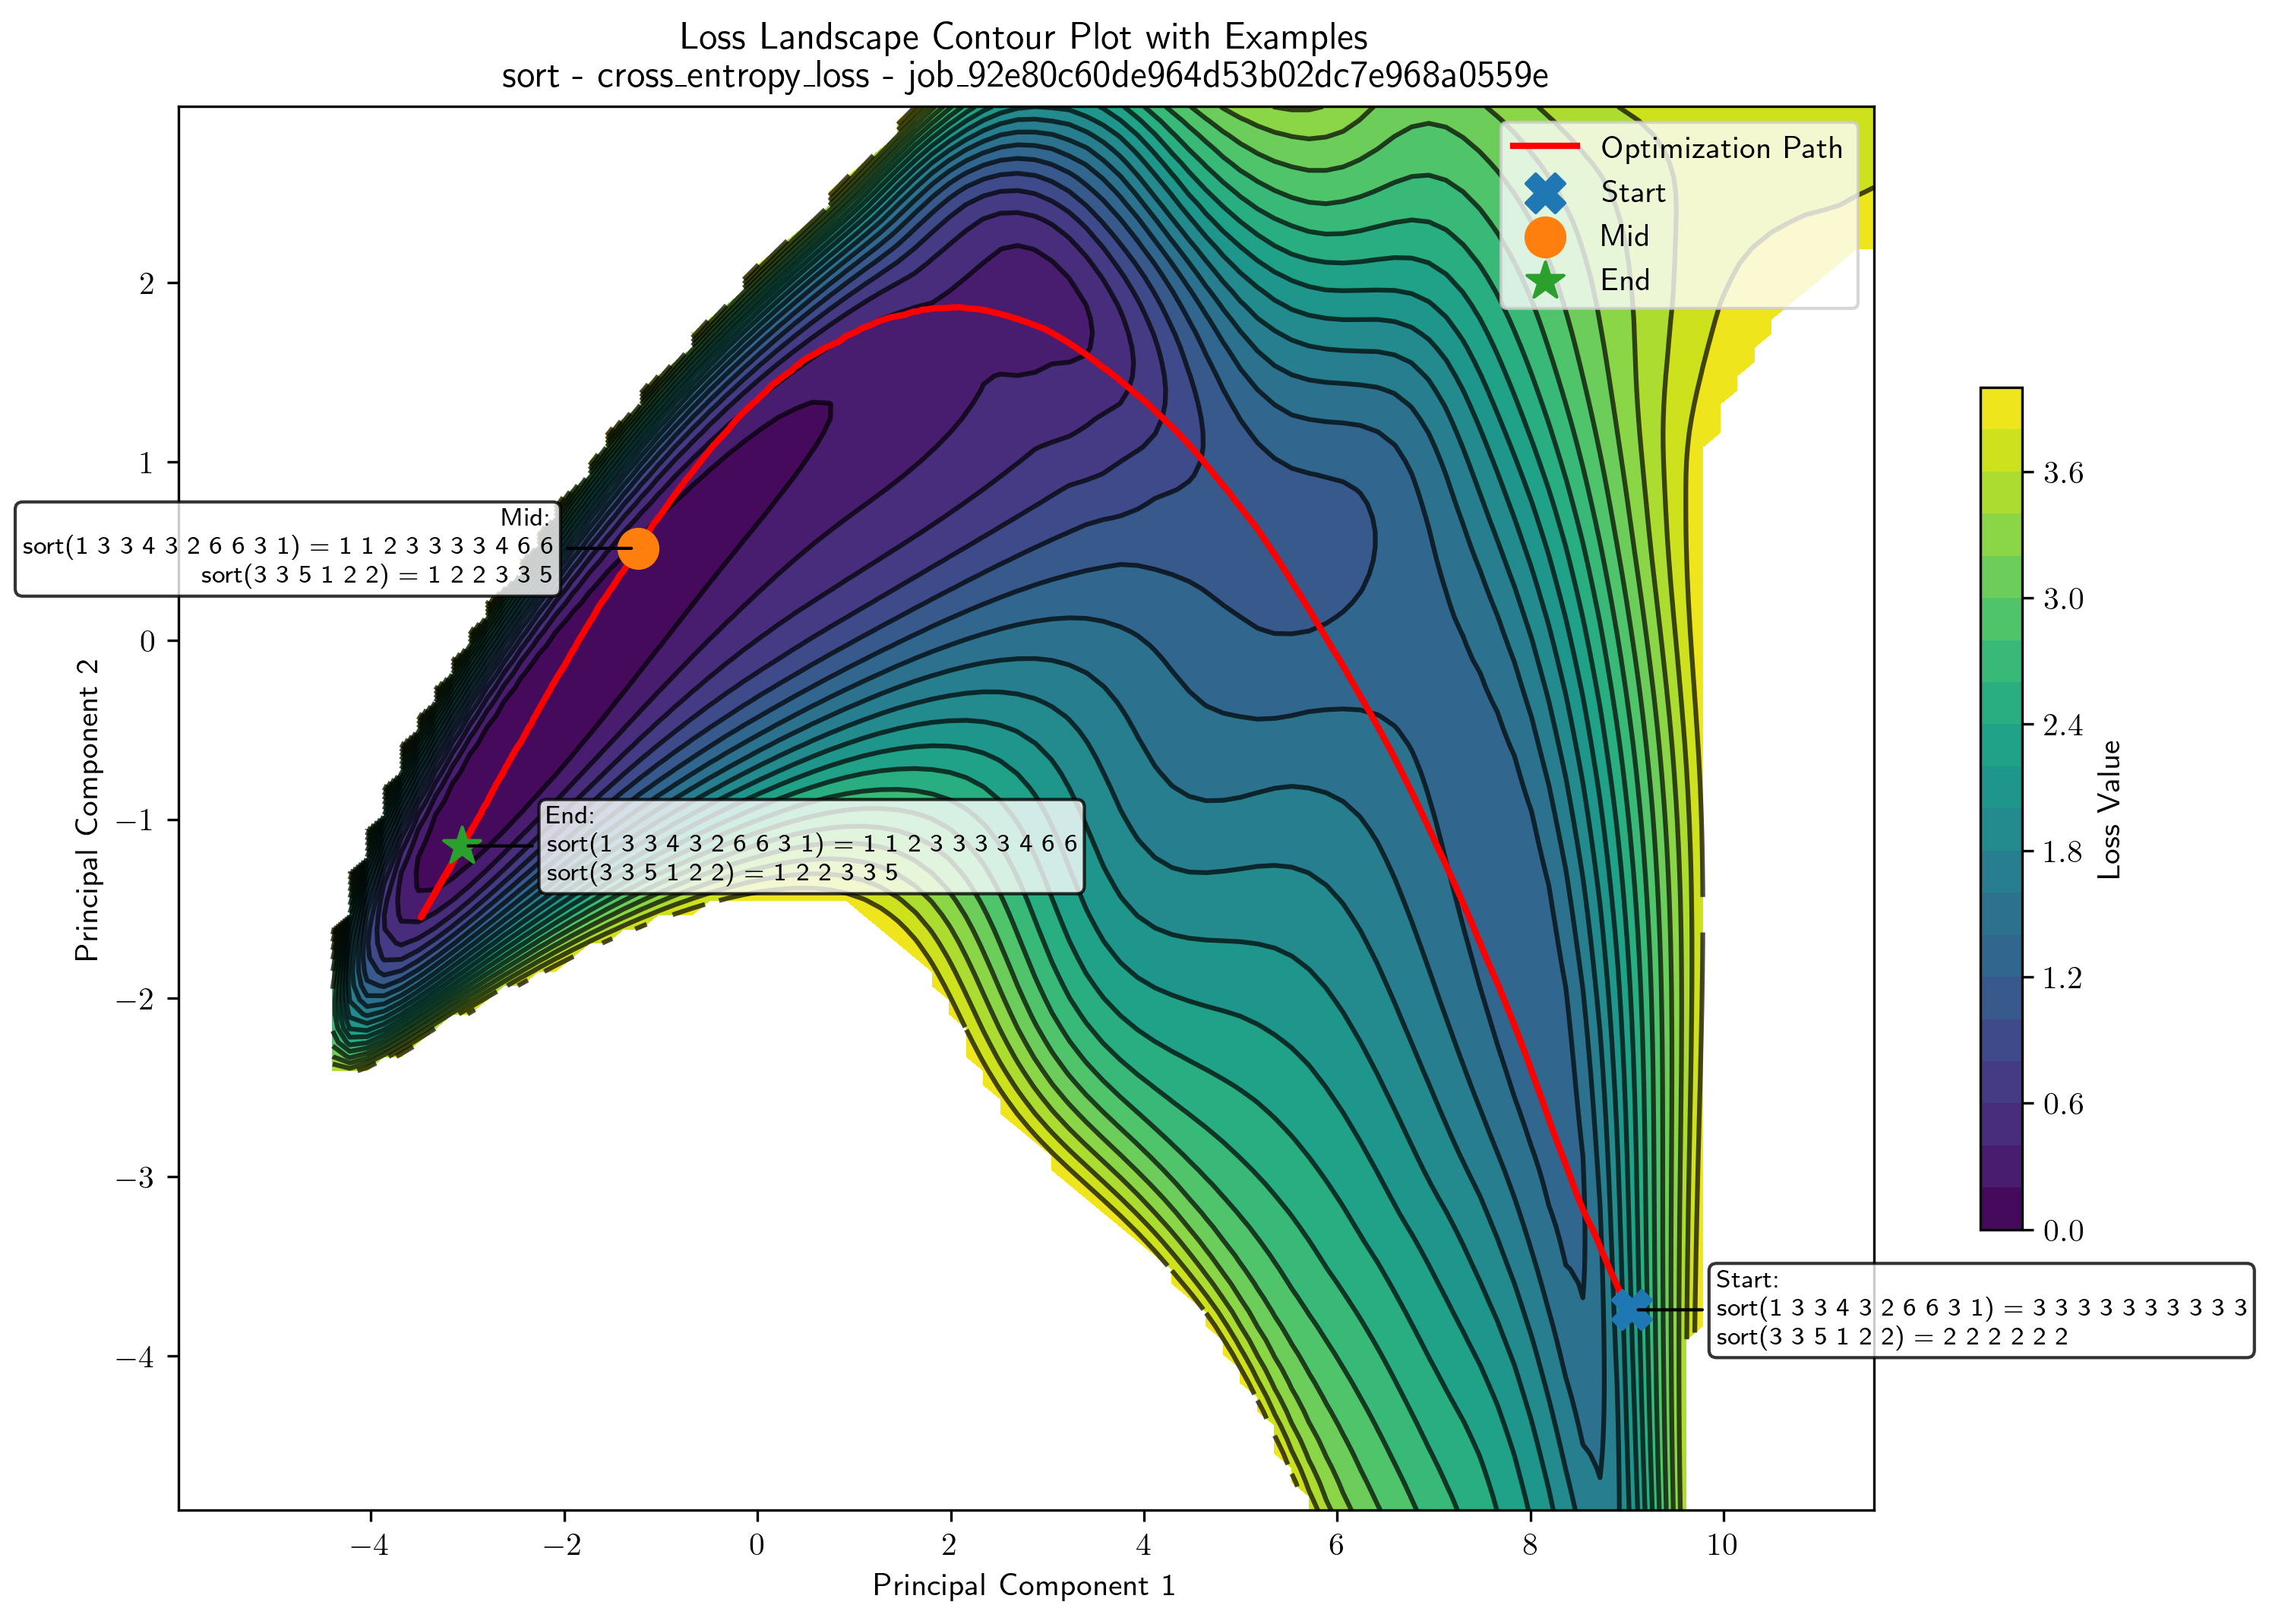 Loss Landscape Contour Plot with Examples
sort - cross_entropy_loss - job_92e80c60de964d53b02dc7e968a0559e
Optimization Path
Start
Mid
End
2
1
0
−1
−2
−3
−4
Principal Component 2
Mid:
sort(1 3 3 4 3 2 6 6 3 1) = 1 1 2 3 3 3 3 4 6 6
sort(3 3 5 1 2 2) = 1 2 2 3 3 5
End:
sort(1 3 3 4 3 2 6 6 3 1) = 1 1 2 3 3 3 3 4 6 6
sort(3 3 5 1 2 2) = 1 2 2 3 3 5
Start:
sort(1 3 3 4 3 2 6 6 3 1) = 3 3 3 3 3 3 3 3 3 3
sort(3 3 5 1 2 2) = 2 2 2 2 2 2
3.6
3.0
2.4
1.8
1.2
0.6
0.0
Loss Value
−4 −2 0 2 4 6 8 10
Principal Component 1